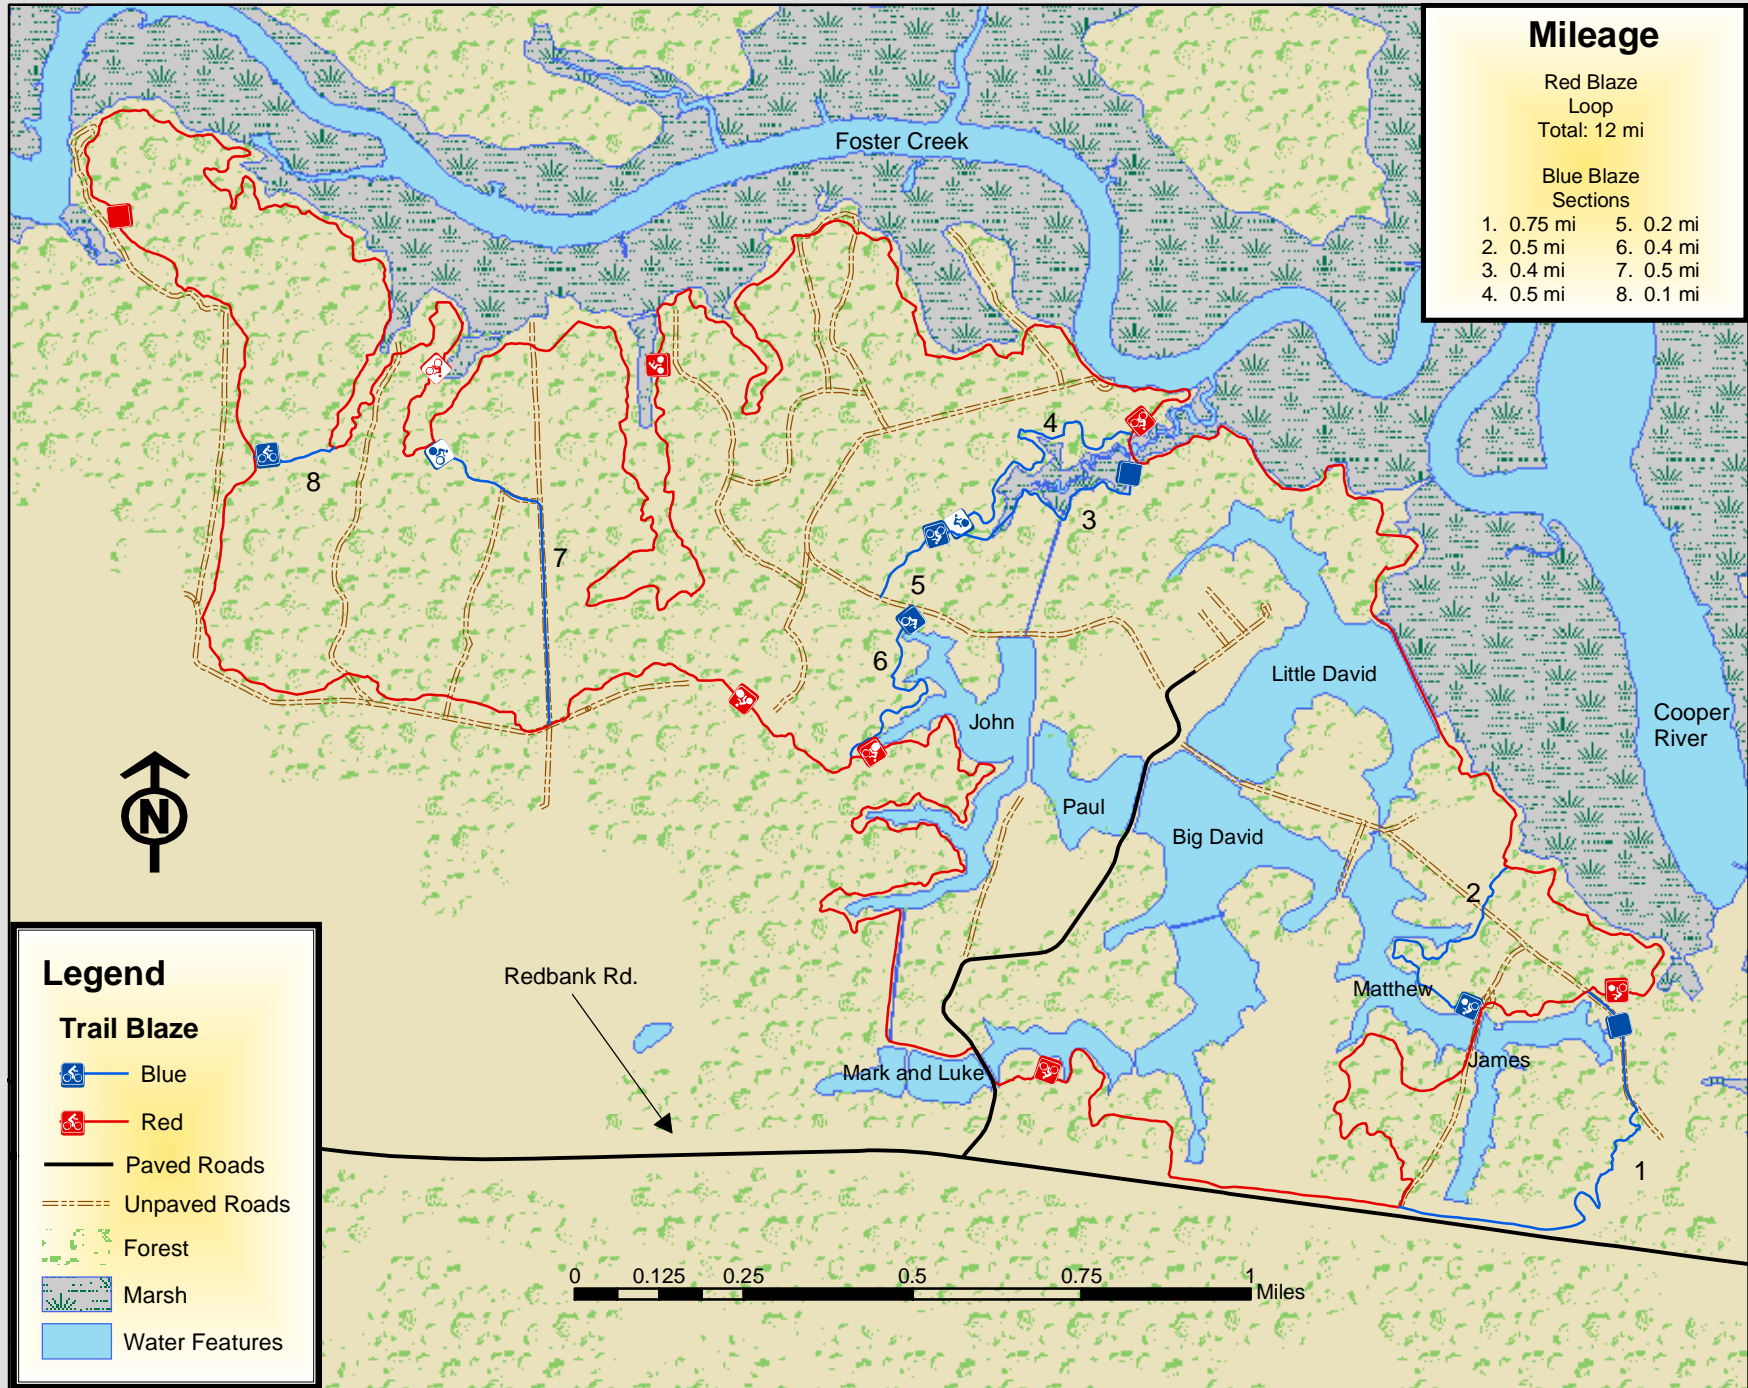 Mileage
Red Blaze
Loop
Total: 12 mi
Blue Blaze
Sections
1. 0.75 mi 5. 0.2 mi
2. 0.5 mi 6. 0.4 mi
3. 0.4 mi 7. 0.5 mi
4. 0.5 mi 8. 0.1 mi
Foster Creek
4
8
3
7
5
6
Little David
John
Cooper
River
Paul
Big David
2
Redbank Rd.
Matthew
James
Mark and Luke
1
N
Legend
Trail Blaze
Blue
Red
Paved Roads
Unpaved Roads
Forest
Marsh
Water Features
0 0.125 0.25 0.5 0.75 1
Miles